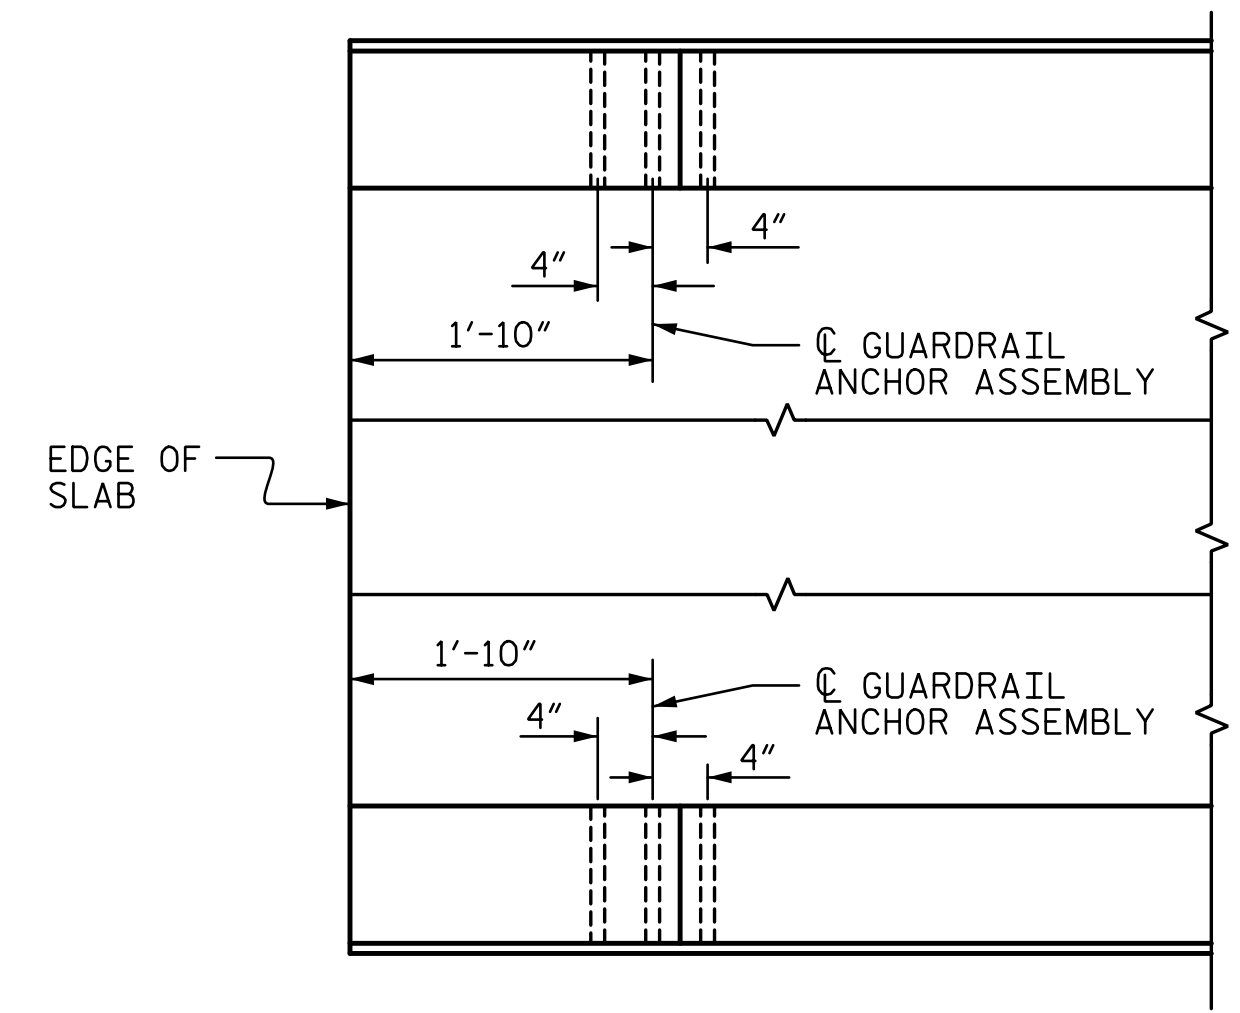 4"
4"
1'-10"
℄ GUARDRAIL
ANCHOR ASSEMBLY
EDGE OF
SLAB
1'-10"
℄ GUARDRAIL
ANCHOR ASSEMBLY
4"
4"